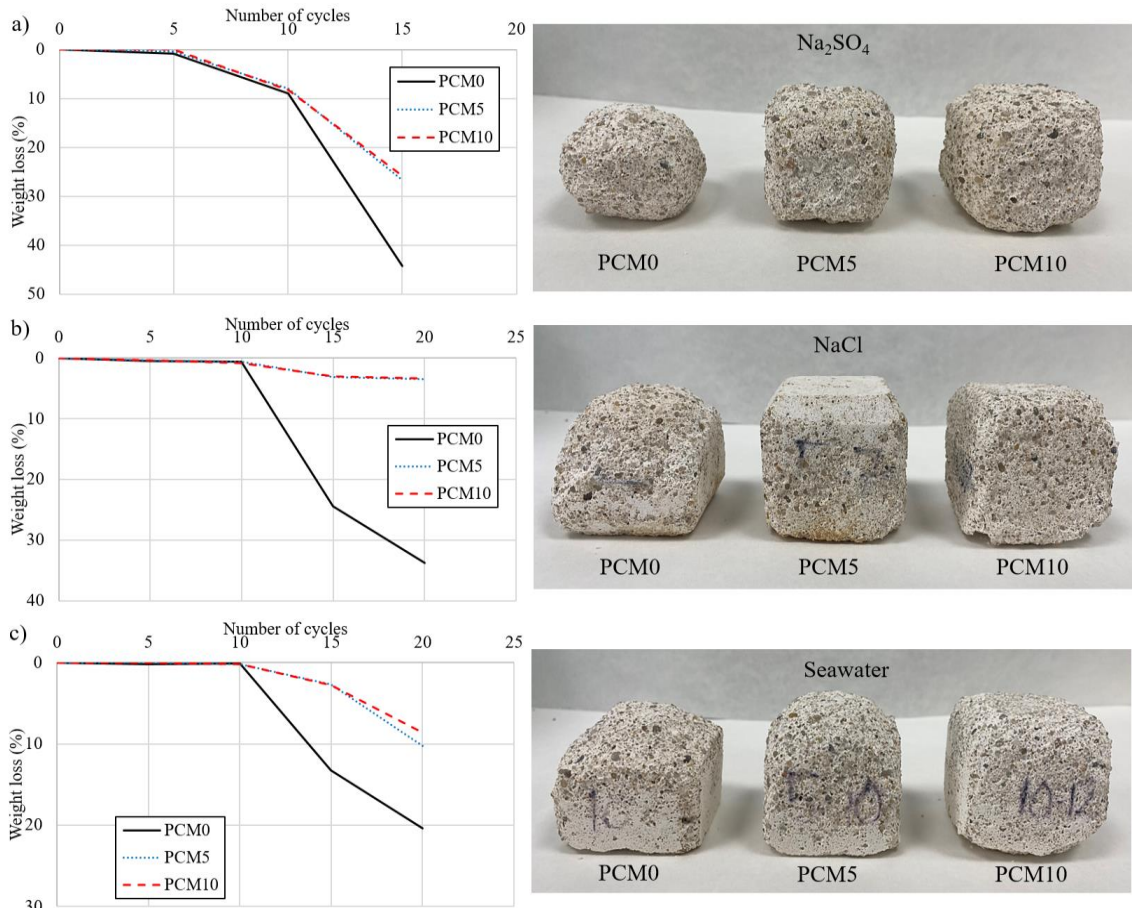 a)
Number of cycles
0 5 10 15 20
Weight loss (%)
0
10
20
30
40
50
PCM0
PCM5
PCM10
Na₂SO₄
PCM0 PCM5 PCM10
b)
Number of cycles
0 5 10 15 20 25
Weight loss (%)
0
10
20
30
40
PCM0
PCM5
PCM10
NaCl
PCM0 PCM5 PCM10
c)
Number of cycles
0 5 10 15 20 25
Weight loss (%)
0
10
20
30
PCM0
PCM5
PCM10
Seawater
10-12
PCM0 PCM5 PCM10